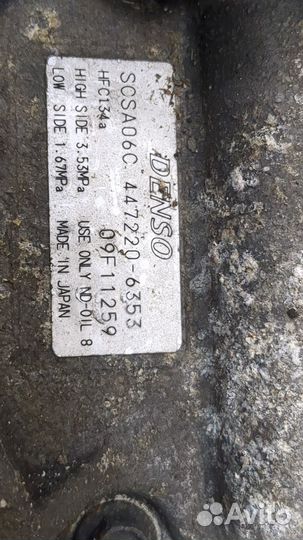 DENSO
SCSA06C 447220-6353
HFC134a 09F11259
HIGH SIDE 3.53MPa USE ONLY ND-OIL 8
LOW SIDE 1.67MPa MADE IN JAPAN
Avito